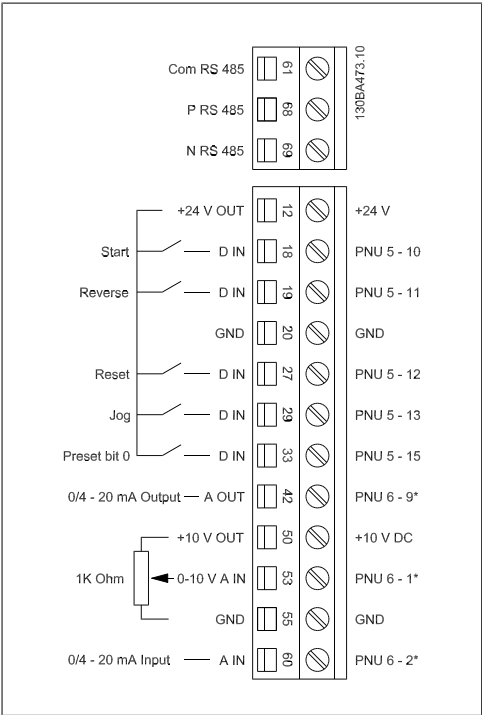 Com RS 485 61
P RS 485 68
N RS 485 69
130BA473.10
+24 V OUT 12 +24 V
Start D IN 18 PNU 5 - 10
Reverse D IN 19 PNU 5 - 11
GND 20 GND
Reset D IN 27 PNU 5 - 12
Jog D IN 29 PNU 5 - 13
Preset bit 0 D IN 33 PNU 5 - 15
0/4 - 20 mA Output A OUT 42 PNU 6 - 9*
+10 V OUT 50 +10 V DC
1K Ohm 0-10 V A IN 53 PNU 6 - 1*
GND 55 GND
0/4 - 20 mA Input A IN 60 PNU 6 - 2*